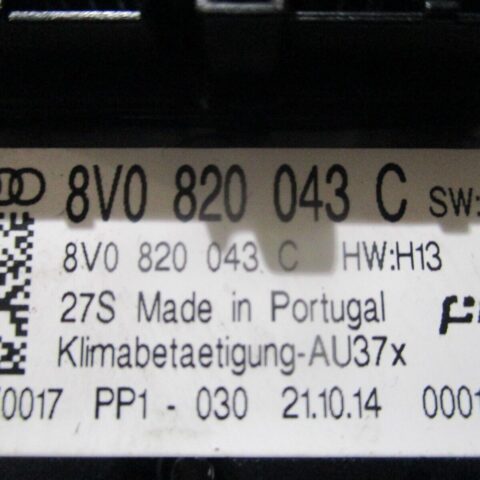 8V0 820 043 C SW:
8V0 820 043 C HW:H13
27S Made in Portugal
Klimabetaetigung-AU37x
0017 PP1 - 030 21.10.14 0001